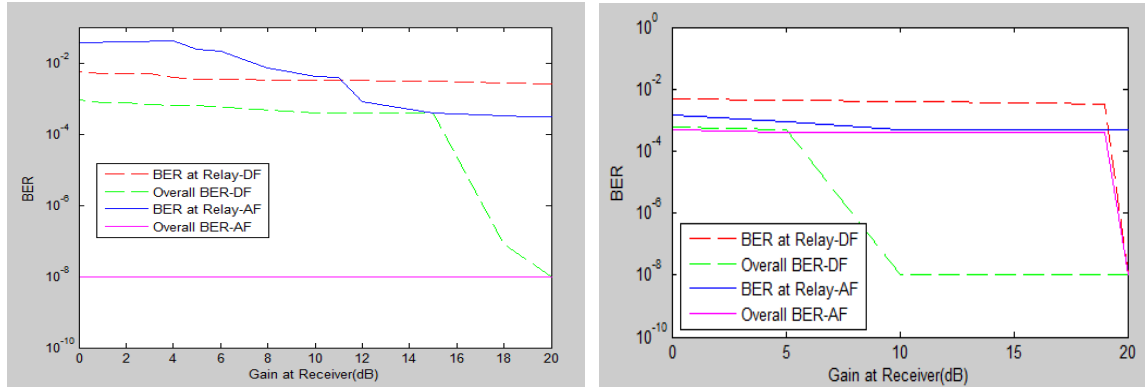 10^-2
10^-4
10^-6
10^-8
10^-10
BER
BER at Relay-DF
Overall BER-DF
BER at Relay-AF
Overall BER-AF
0 2 4 6 8 10 12 14 16 18 20
Gain at Receiver(dB)
10^0
10^-2
10^-4
10^-6
10^-8
10^-10
BER
BER at Relay-DF
Overall BER-DF
BER at Relay-AF
Overall BER-AF
0 5 10 15 20
Gain at Receiver(dB)